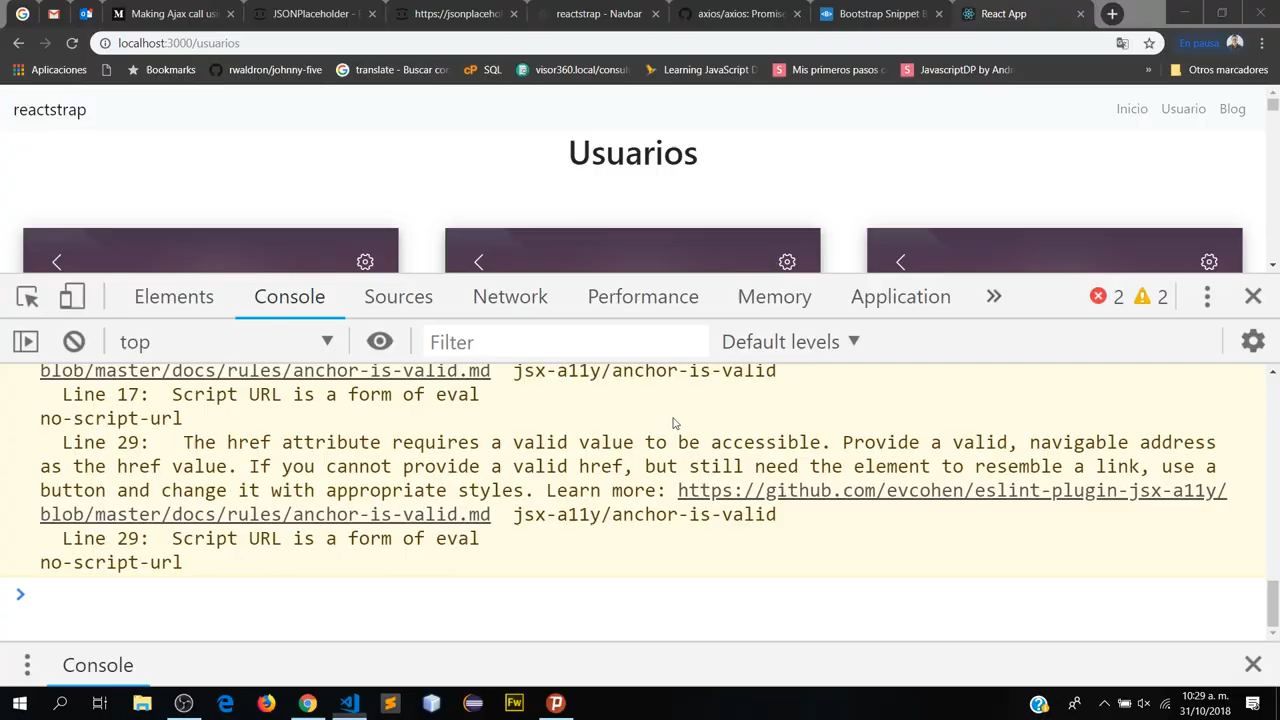 Making Ajax call usin
JSONPlaceholder -
https://jsonplacehol
reactstrap - Navbar
axios/axios: Promise
Bootstrap Snippet B
React App
localhost:3000/usuarios
En pausa
Aplicaciones
Bookmarks
rwaldron/johnny-five
translate - Buscar con
SQL
visor360.local/consul
Learning JavaScript D
Mis primeros pasos c
JavascriptDP by Andr
»
Otros marcadores
reactstrap
Inicio Usuario Blog
Usuarios
Elements Console Sources Network Performance Memory Application » 2 2
top Filter Default levels
blob/master/docs/rules/anchor-is-valid.md jsx-a11y/anchor-is-valid
Line 17: Script URL is a form of eval
no-script-url
Line 29: The href attribute requires a valid value to be accessible. Provide a valid, navigable address
as the href value. If you cannot provide a valid href, but still need the element to resemble a link, use a
button and change it with appropriate styles. Learn more: https://github.com/evcohen/eslint-plugin-jsx-a11y/
blob/master/docs/rules/anchor-is-valid.md jsx-a11y/anchor-is-valid
Line 29: Script URL is a form of eval
no-script-url
Console
10:29 a. m.
31/10/2018